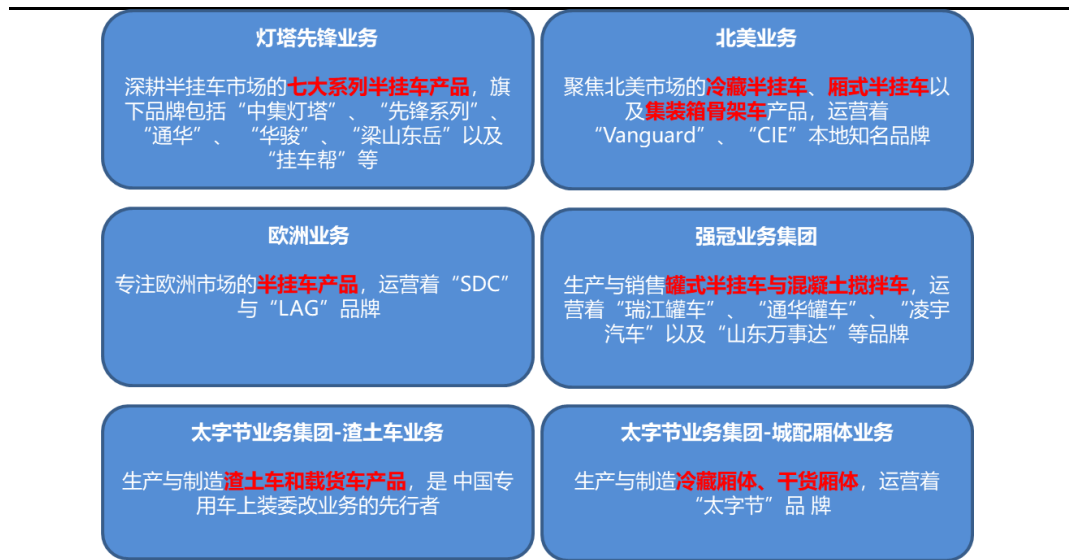 灯塔先锋业务
深耕半挂车市场的七大系列半挂车产品，旗
下品牌包括“中集灯塔”、“先锋系列”、
“通华”、“华骏”、“梁山东岳”以及
“挂车帮”等
北美业务
聚焦北美市场的冷藏半挂车、厢式半挂车以
及集装箱骨架车产品，运营着
“Vanguard”、“CIE”本地知名品牌
欧洲业务
专注欧洲市场的半挂车产品，运营着“SDC”
与“LAG”品牌
强冠业务集团
生产与销售罐式半挂车与混凝土搅拌车，运
营着“瑞江罐车”、“通华罐车”、“凌宇
汽车”以及“山东万事达”等品牌
太字节业务集团-渣土车业务
生产与制造渣土车和载货车产品，是 中国专
用车上装委改业务的先行者
太字节业务集团-城配厢体业务
生产与制造冷藏厢体、干货厢体，运营着
“太字节”品 牌